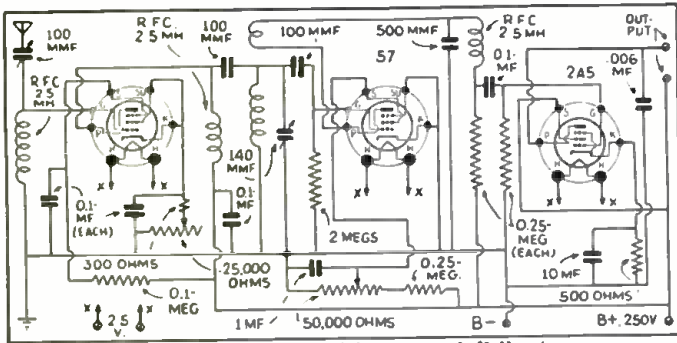 100
MMF
RFC
2.5
MH
RFC
2.5 MH
100
MMF
100 MMF
500
MMF
57
RFC
2.5 MH
0.1-
MF
2A5
OUT-
PUT
.006
MF
140
MMF
0.1-
MF
(EACH)
0.1-
MF
2 MEGS
0.25-
MEG
(EACH)
300 OHMS
25,000
OHMS
0.1-
MEG
0.25-
MEG.
1 MF
50,000 OHMS
10 MF
500 OHMS
X
X
2.5
V.
B-
B+, 250V